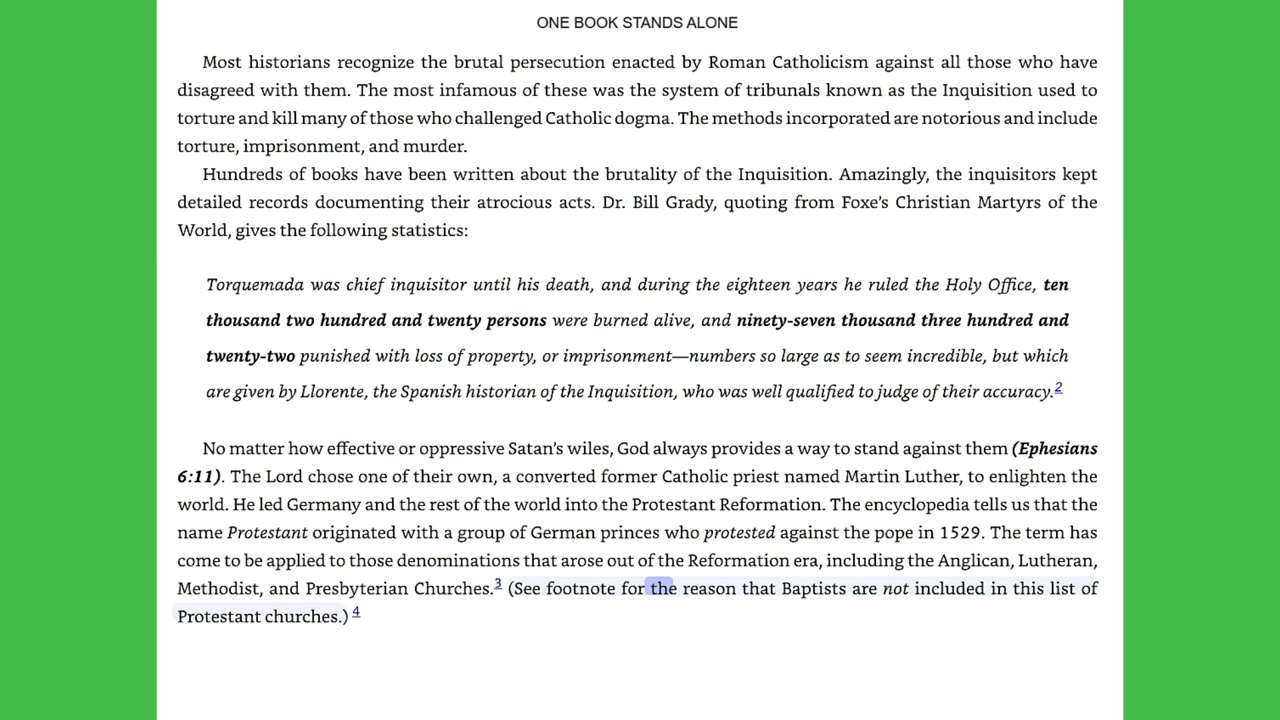 ONE BOOK STANDS ALONE
Most historians recognize the brutal persecution enacted by Roman Catholicism against all those who have
disagreed with them. The most infamous of these was the system of tribunals known as the Inquisition used to
torture and kill many of those who challenged Catholic dogma. The methods incorporated are notorious and include
torture, imprisonment, and murder.
Hundreds of books have been written about the brutality of the Inquisition. Amazingly, the inquisitors kept
detailed records documenting their atrocious acts. Dr. Bill Grady, quoting from Foxe's Christian Martyrs of the
World, gives the following statistics:
Torquemada was chief inquisitor until his death, and during the eighteen years he ruled the Holy Office, ten
thousand two hundred and twenty persons were burned alive, and ninety-seven thousand three hundred and
twenty-two punished with loss of property, or imprisonment—numbers so large as to seem incredible, but which
are given by Llorente, the Spanish historian of the Inquisition, who was well qualified to judge of their accuracy.2
No matter how effective or oppressive Satan's wiles, God always provides a way to stand against them (Ephesians
6:11). The Lord chose one of their own, a converted former Catholic priest named Martin Luther, to enlighten the
world. He led Germany and the rest of the world into the Protestant Reformation. The encyclopedia tells us that the
name Protestant originated with a group of German princes who protested against the pope in 1529. The term has
come to be applied to those denominations that arose out of the Reformation era, including the Anglican, Lutheran,
Methodist, and Presbyterian Churches.3 (See footnote for the reason that Baptists are not included in this list of
Protestant churches.) 4